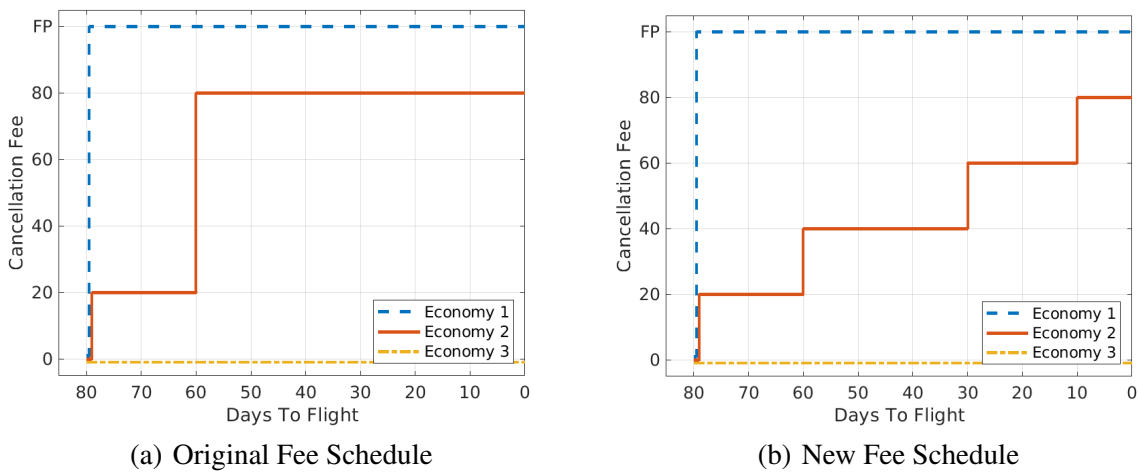 FP
80
60
40
20
0
Cancellation Fee
80 70 60 50 40 30 20 10 0
Days To Flight
Economy 1
Economy 2
Economy 3
(a) Original Fee Schedule
FP
80
60
40
20
0
Cancellation Fee
80 70 60 50 40 30 20 10 0
Days To Flight
Economy 1
Economy 2
Economy 3
(b) New Fee Schedule